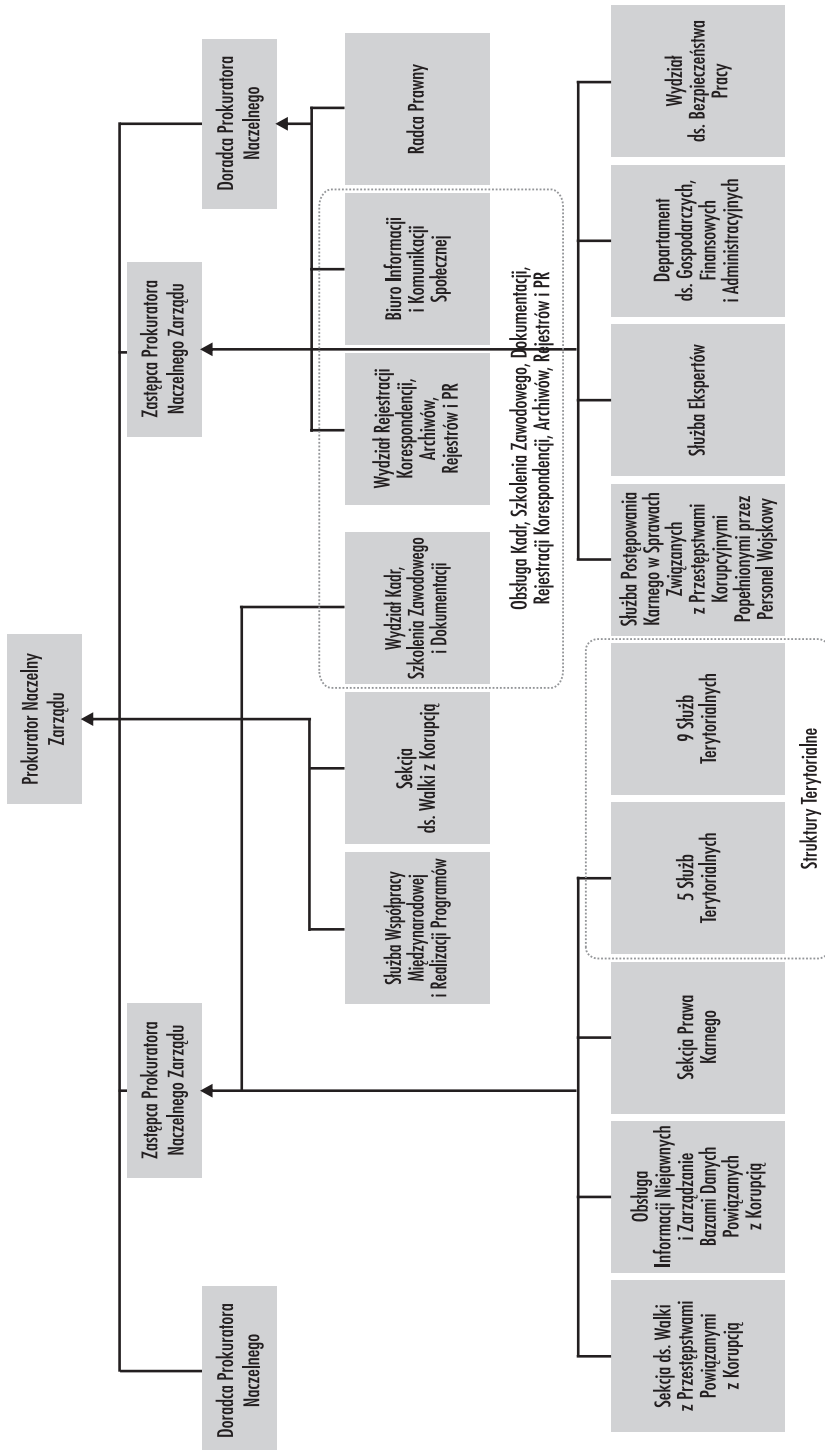 Prokurator Naczelny
Zarządu
Doradca Prokuratora
Naczelnego
Zastępca Prokuratora
Naczelnego Zarządu
Zastępca Prokuratora
Naczelnego Zarządu
Doradca Prokuratora
Naczelnego
Służba Współpracy
Międzynarodowej
i Realizacji Programów
Sekcja
ds. Walki z Korupcją
Wydział Kadr,
Szkolenia Zawodowego
i Dokumentacji
Wydział Rejestracji
Korespondencji,
Archiwów,
Rejestrów i PR
Biuro Informacji
i Komunikacji
Społecznej
Radca Prawny
Obsługa Kadr, Szkolenia Zawodowego, Dokumentacji,
Rejestracji Korespondencji, Archiwów, Rejestrów i PR
Sekcja ds. Walki
z Przestępstwami
Powiązanymi
z Korupcją
Obsługa
Informacji Niejawnych
i Zarządzanie
Bazami Danych
Powiązanych
z Korupcją
Sekcja Prawa
Karnego
5 Służb
Terytorialnych
9 Służb
Terytorialnych
Służba Postępowania
Karnego w Sprawach
Związanych
z Przestępstwami
Korupcyjnymi
Popełnionymi przez
Personel Wojskowy
Służba Ekspertów
Departament
ds. Gospodarczych,
Finansowych
i Administracyjnych
Wydział
ds. Bezpieczeństwa
Pracy
Struktury Terytorialne